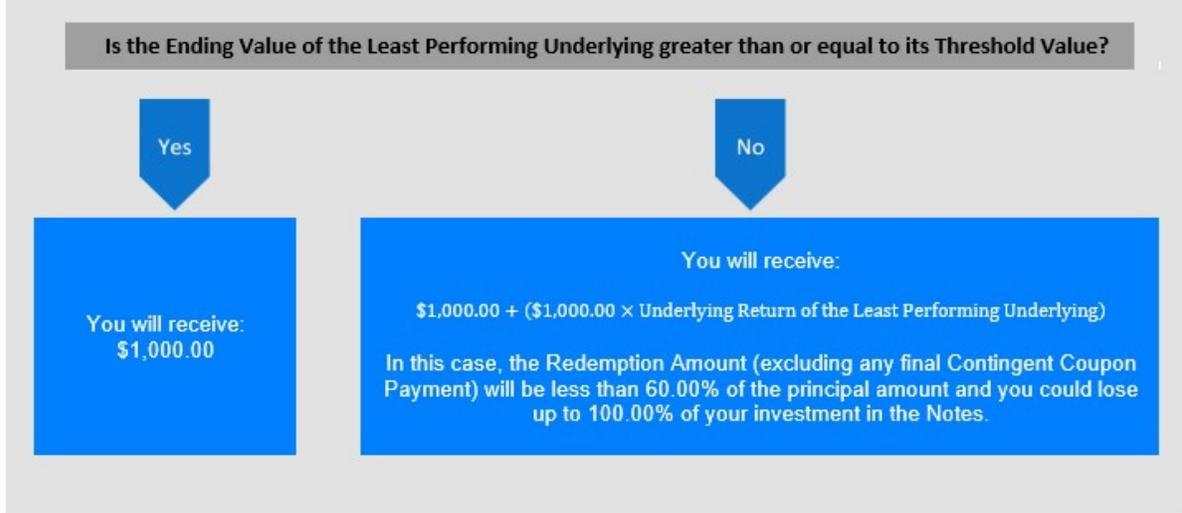 Is the Ending Value of the Least Performing Underlying greater than or equal to its Threshold Value?
Yes
No
You will receive:
$1,000.00
You will receive:
$1,000.00 + ($1,000.00 × Underlying Return of the Least Performing Underlying)
In this case, the Redemption Amount (excluding any final Contingent Coupon
Payment) will be less than 60.00% of the principal amount and you could lose
up to 100.00% of your investment in the Notes.